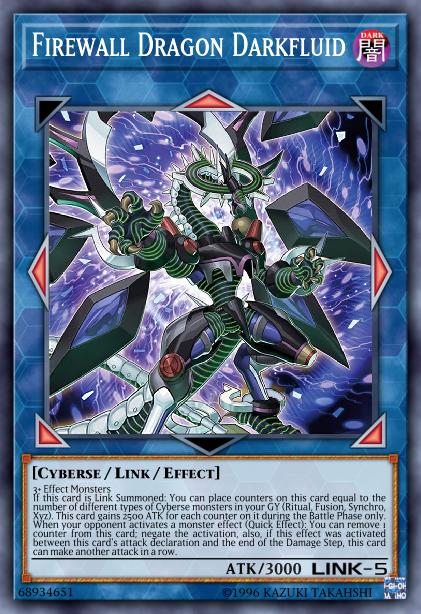 FIREWALL DRAGON DARKFLUID
DARK
闇
[CYBERSE / LINK / EFFECT]
3+ Effect Monsters
If this card is Link Summoned: You can place counters on this card equal to the
number of different types of Cyberse monsters in your GY (Ritual, Fusion, Synchro,
Xyz). This card gains 2500 ATK for each counter on it during the Battle Phase only.
When your opponent activates a monster effect (Quick Effect): You can remove 1
counter from this card; negate the activation, also, if this effect was activated
between this card's attack declaration and the end of the Damage Step, this card
can make another attack in a row.
ATK/3000 LINK-5
68934651 ©1996 KAZUKI TAKAHSHI